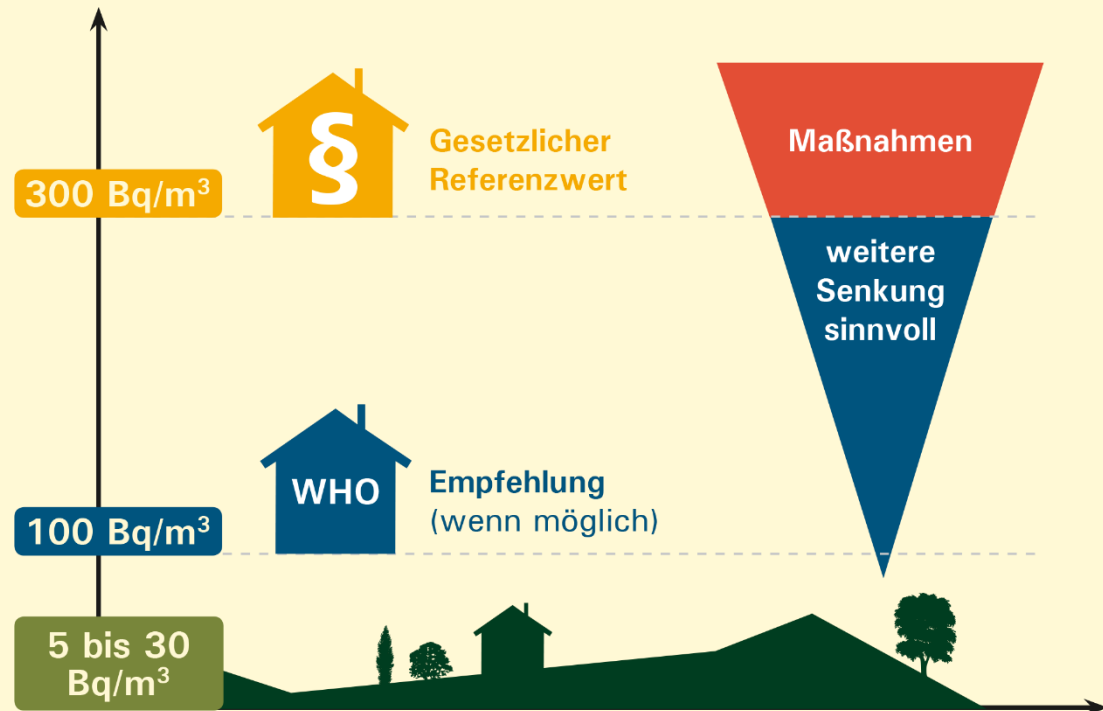 300 Bq/m³
§
Gesetzlicher
Referenzwert
Maßnahmen
weitere
Senkung
sinnvoll
100 Bq/m³
WHO
Empfehlung
(wenn möglich)
5 bis 30
Bq/m³